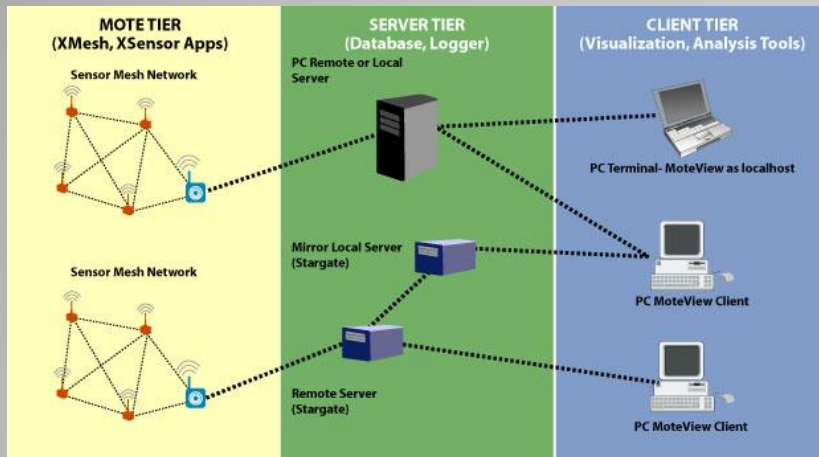 MOTE TIER
(XMesh, XSensor Apps)
Sensor Mesh Network
Sensor Mesh Network
SERVER TIER
(Database, Logger)
PC Remote or Local
Server
Mirror Local Server
(Stargate)
Remote Server
(Stargate)
CLIENT TIER
(Visualization, Analysis Tools)
PC Terminal- MoteView as localhost
PC MoteView Client
PC MoteView Client